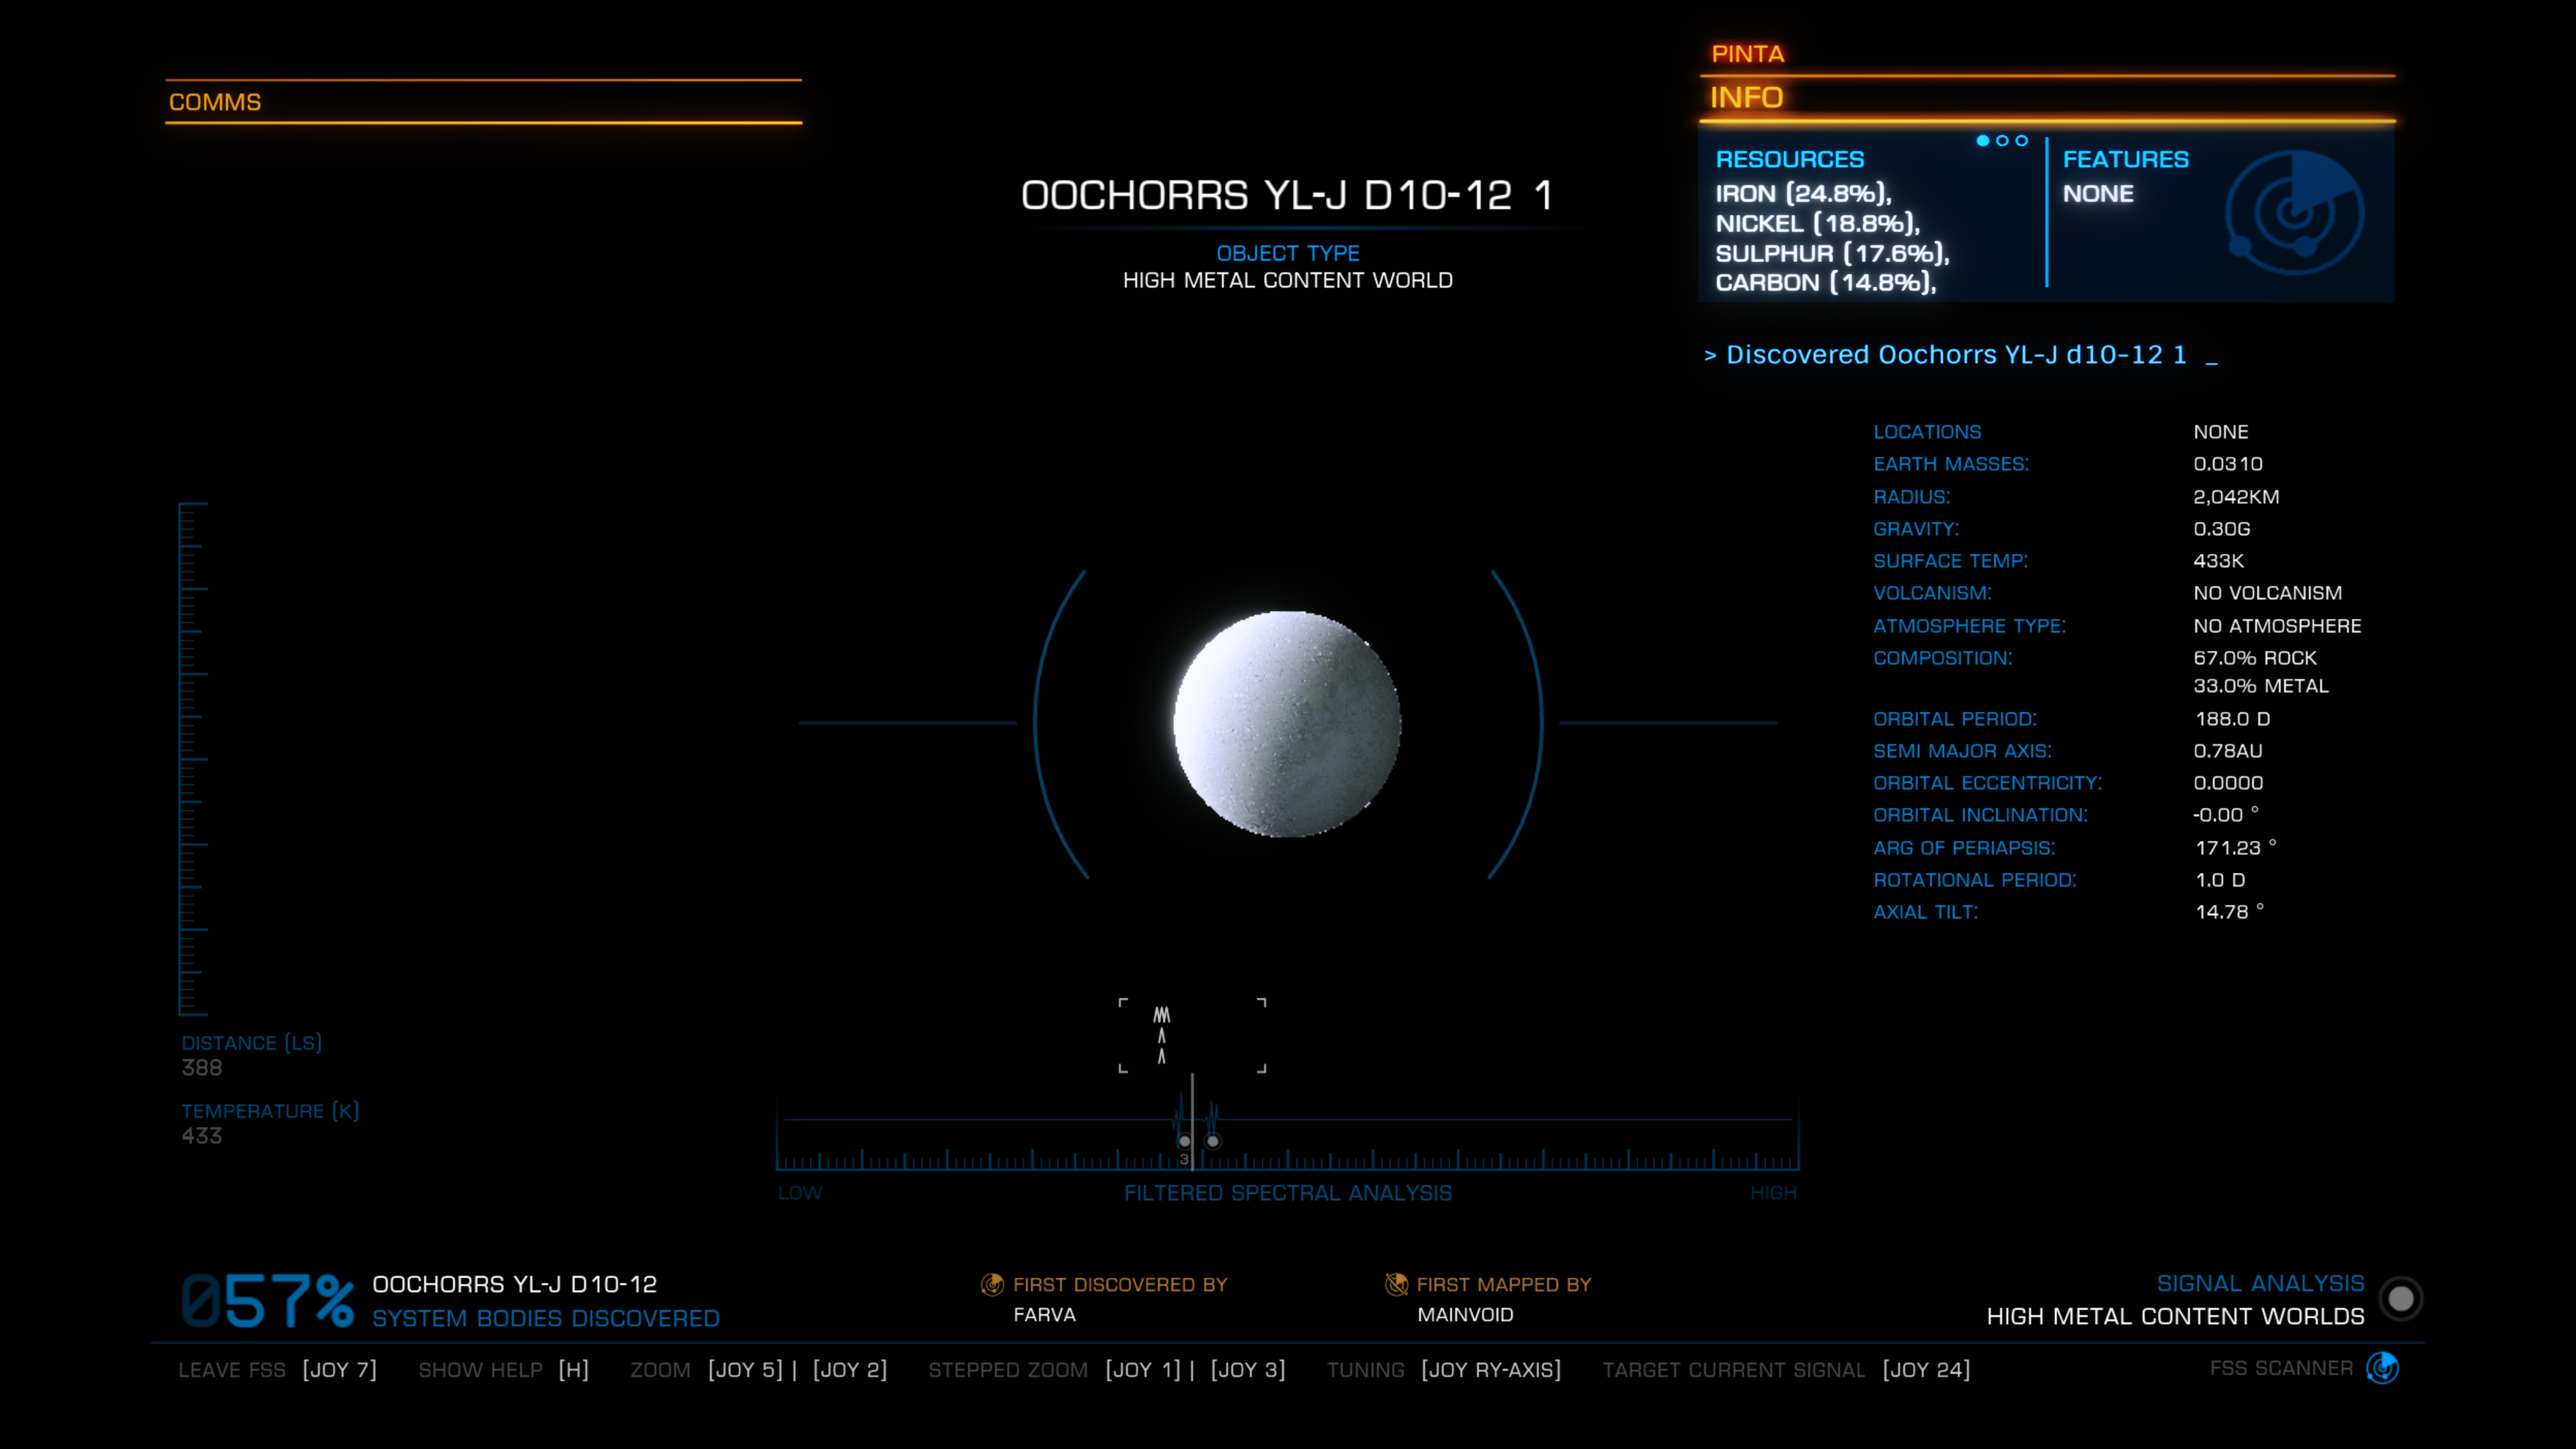 COMMS
PINTA
INFO
RESOURCES
IRON (24.8%),
NICKEL (18.8%),
SULPHUR (17.6%),
CARBON (14.8%),
FEATURES
NONE
OOCHORRS YL-J D10-12 1
OBJECT TYPE
HIGH METAL CONTENT WORLD
> Discovered Oochorrs YL-J d10-12 1 _
LOCATIONS NONE
EARTH MASSES: 0.0310
RADIUS: 2,042KM
GRAVITY: 0.30G
SURFACE TEMP: 433K
VOLCANISM: NO VOLCANISM
ATMOSPHERE TYPE: NO ATMOSPHERE
COMPOSITION: 67.0% ROCK
33.0% METAL
ORBITAL PERIOD: 188.0 D
SEMI MAJOR AXIS: 0.78AU
ORBITAL ECCENTRICITY: 0.0000
ORBITAL INCLINATION: -0.00 °
ARG OF PERIAPSIS: 171.23 °
ROTATIONAL PERIOD: 1.0 D
AXIAL TILT: 14.78 °
DISTANCE (LS)
388
TEMPERATURE (K)
433
3
LOW FILTERED SPECTRAL ANALYSIS HIGH
057% OOCHORRS YL-J D10-12
SYSTEM BODIES DISCOVERED
FIRST DISCOVERED BY
FARVA
FIRST MAPPED BY
MAINVOID
SIGNAL ANALYSIS
HIGH METAL CONTENT WORLDS
LEAVE FSS [JOY 7] SHOW HELP [H] ZOOM [JOY 5] | [JOY 2] STEPPED ZOOM [JOY 1] | [JOY 3] TUNING [JOY RY-AXIS] TARGET CURRENT SIGNAL [JOY 24] FSS SCANNER